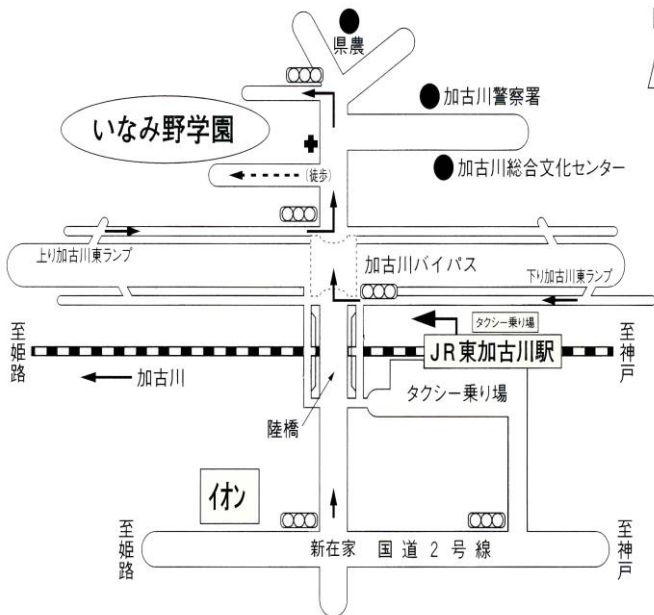 県農
加古川警察署
いなみ野学園
加古川総合文化センター
(徒歩)
上り加古川東ランプ
加古川バイパス
下り加古川東ランプ
至姫路
タクシー乗り場
至神戸
JR東加古川駅
加古川
タクシー乗り場
陸橋
イオン
至姫路
新在家 国道2号線
至神戸